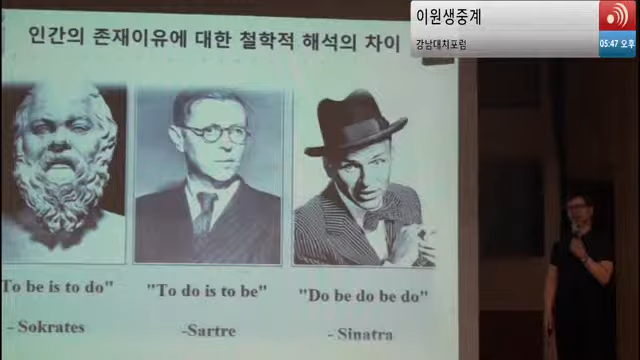 이원생중계
강남대치포럼
05:47 오후
인간의 존재이유에 대한 철학적 해석의 차이
To be is to do"
- Sokrates
"To do is to be"
-Sartre
"Do be do be do"
- Sinatra